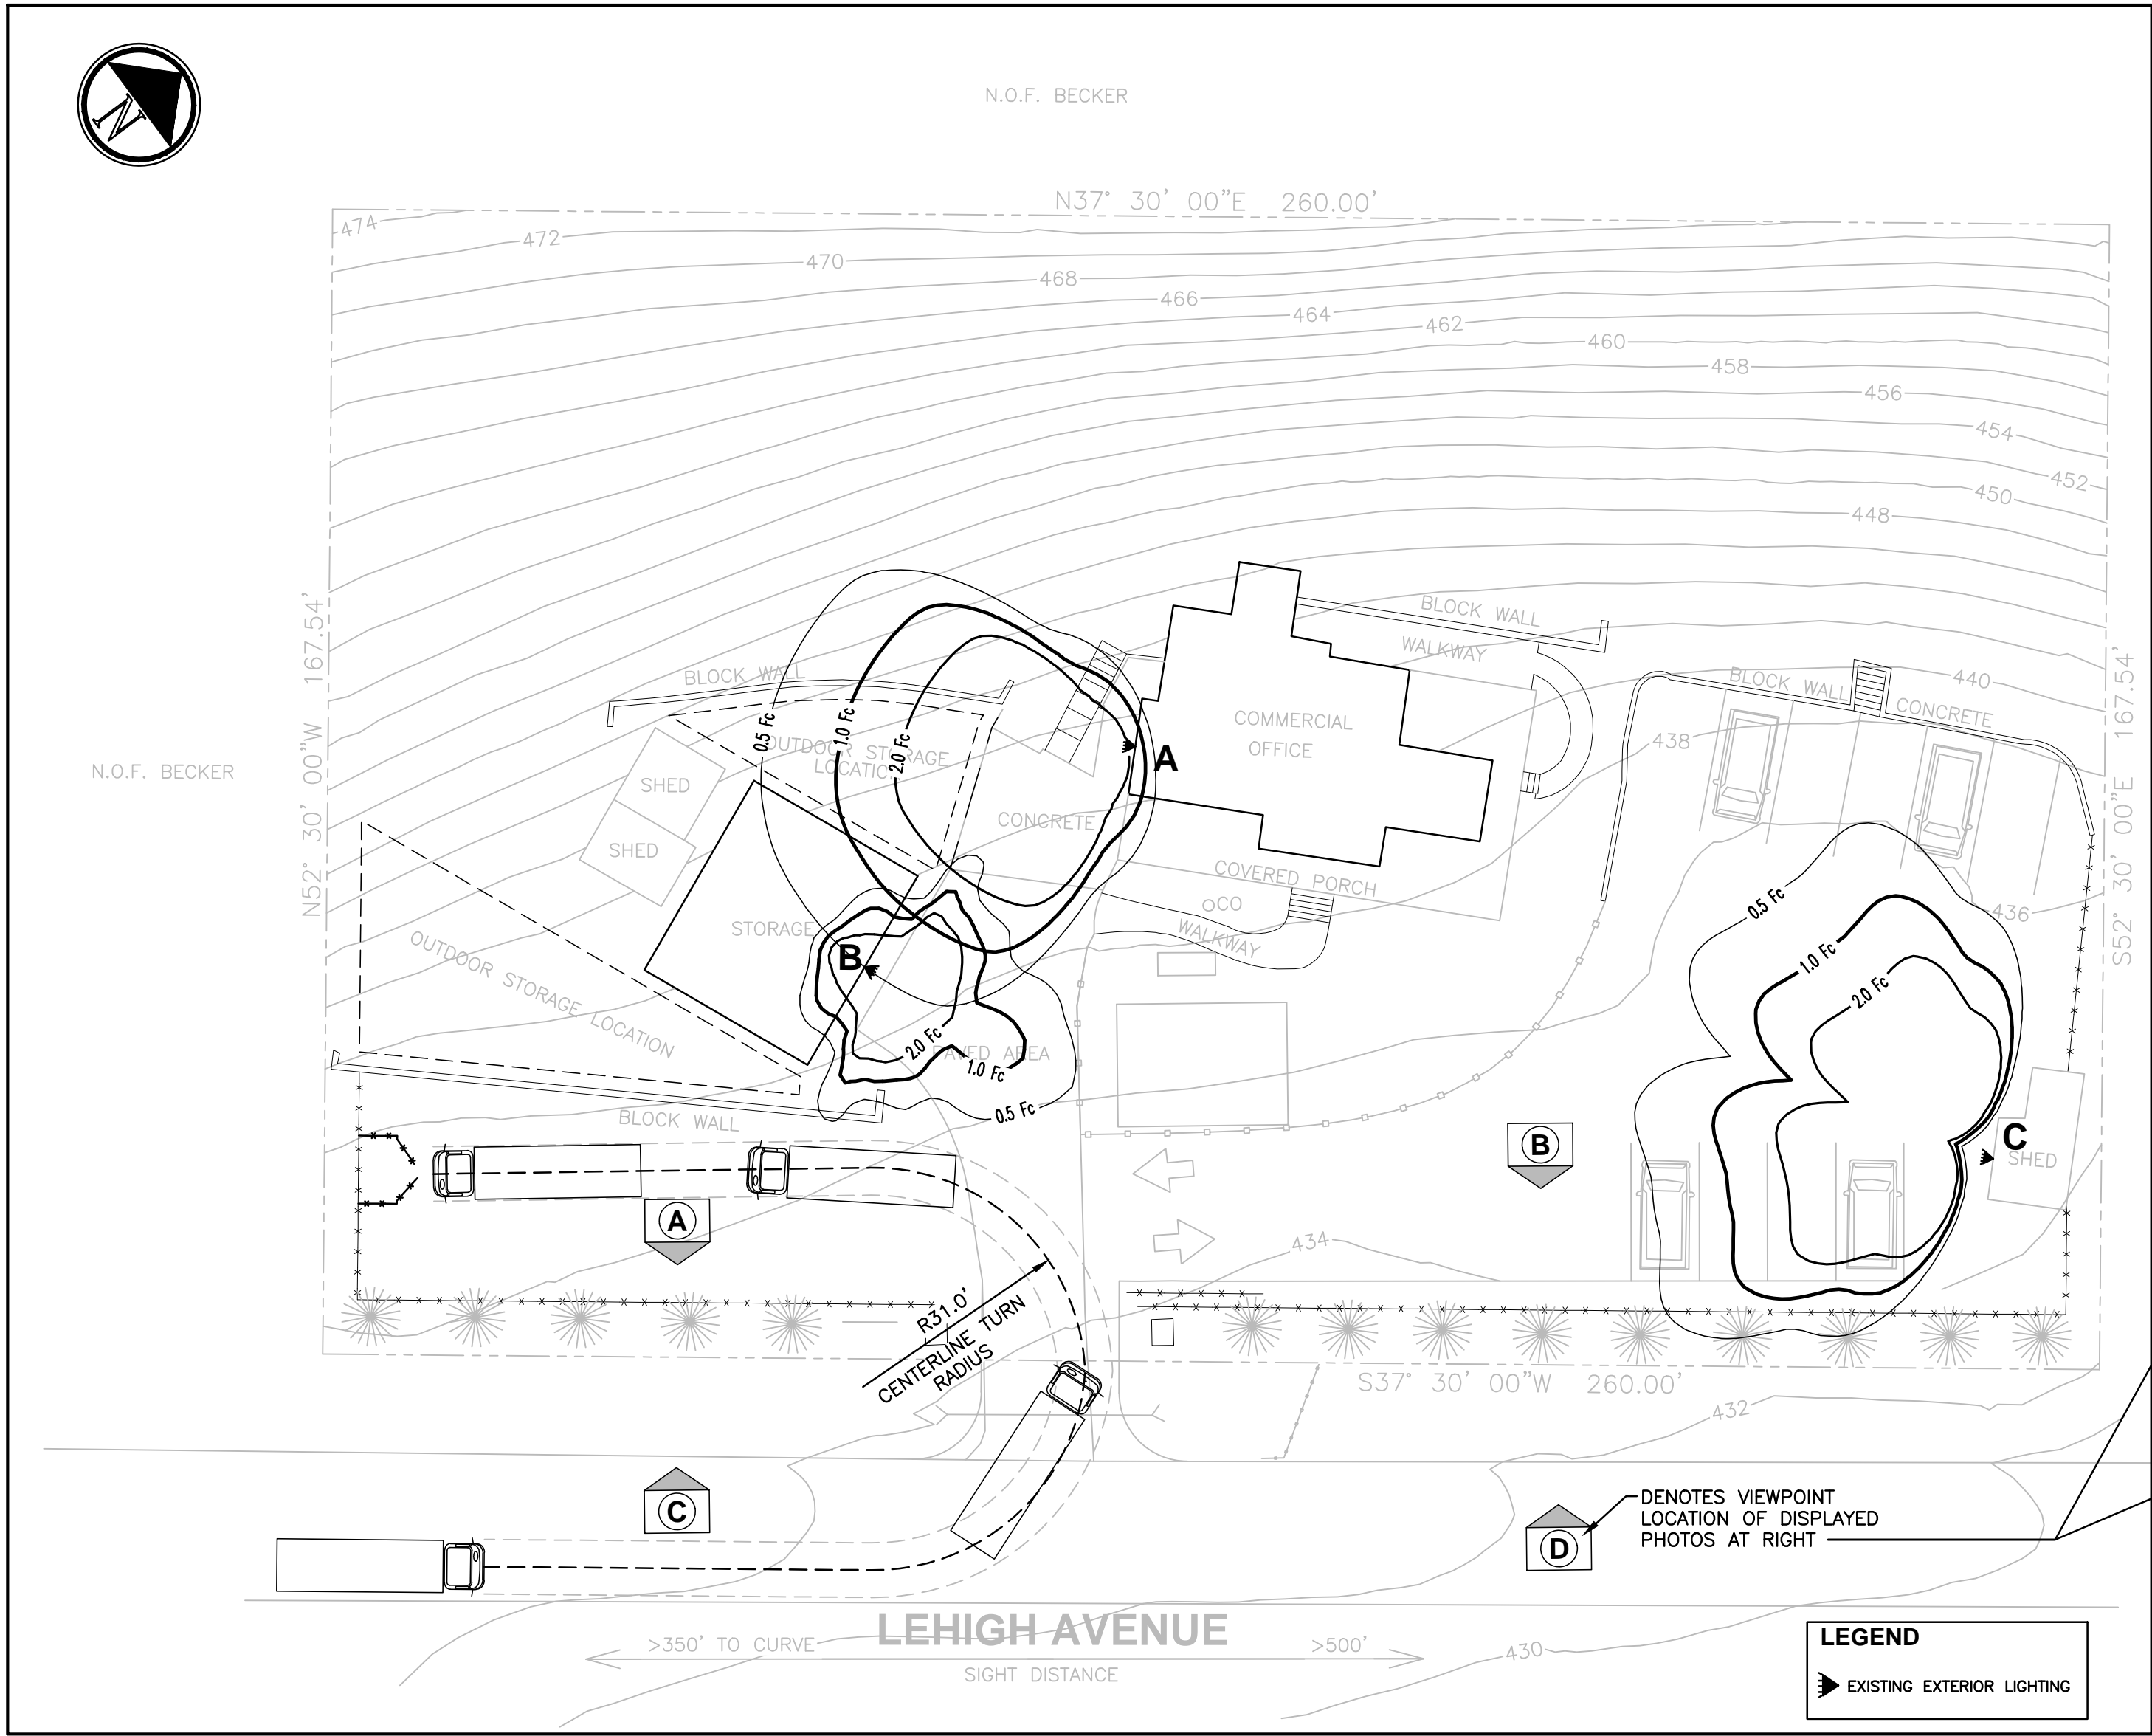 N
N.O.F. BECKER
N37° 30' 00"E 260.00'
474
472
470
468
466
464
462
460
458
456
454
452
450
448
N52° 30' 00"W 167.54'
S52° 30' 00"E 167.54'
N.O.F. BECKER
BLOCK WALL
BLOCK WALL
WALKWAY
BLOCK WALL
440
CONCRETE
438
436
0.5 Fc
1.0 Fc
2.0 Fc
A
COMMERCIAL
OFFICE
OUTDOOR STORAGE
LOCATION
SHED
SHED
CONCRETE
COVERED PORCH
CO
WALKWAY
STORAGE
B
OUTDOOR STORAGE LOCATION
2.0 Fc
1.0 Fc
0.5 Fc
PAVED AREA
BLOCK WALL
0.5 Fc
1.0 Fc
2.0 Fc
C
SHED
A
B
434
R31.0'
CENTERLINE TURN
RADIUS
S37° 30' 00"W 260.00'
432
C
D
DENOTES VIEWPOINT
LOCATION OF DISPLAYED
PHOTOS AT RIGHT
LEHIGH AVENUE
>350' TO CURVE
>500'
SIGHT DISTANCE
430
LEGEND
EXISTING EXTERIOR LIGHTING